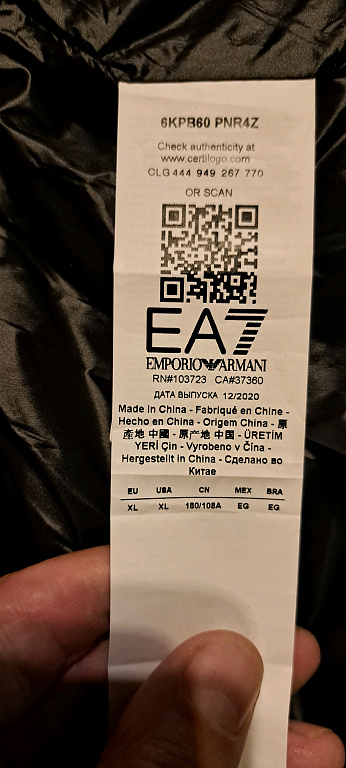 6KPB60 PNR4Z
Check authenticity at
www.certilogo.com
CLG 444 949 267 770
OR SCAN
EA7
EMPORIO ARMANI
RN#103723 CA#37360
ДАТА ВЫПУСКА 12/2020
Made in China - Fabriqué en Chine -
Hecho en China - Origem China - 原
產地 中國 - 原产地 中国 - ÜRETİM
YERİ Çin - Vyrobeno v Čína -
Hergestellt in China - Сделано во
Китае
EU USA CN MEX BRA
XL XL 180/108A EG EG